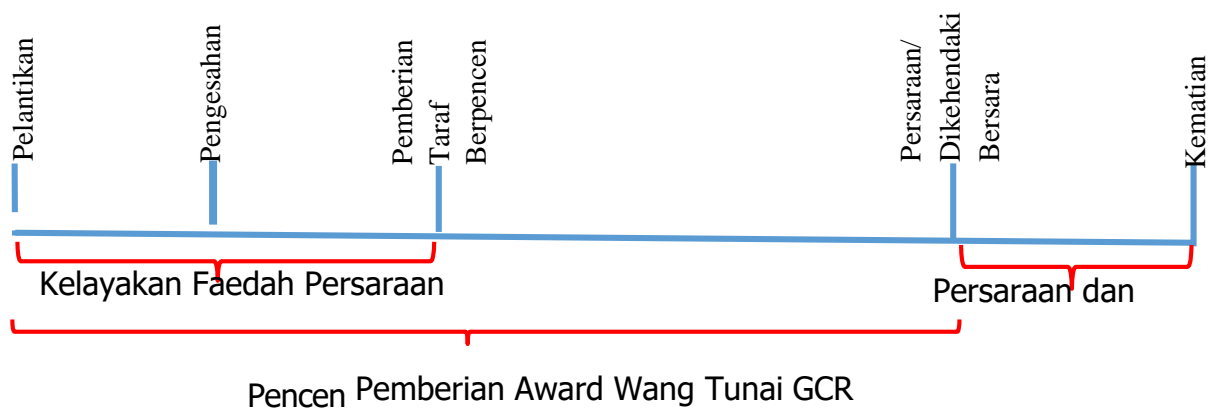 Pelantikan
Pengesahan
Pemberian
Taraf
Berpencen
Persaraan/
Dikehendaki
Bersara
Kematian
Kelayakan Faedah Persaraan
Persaraan dan
Pencen Pemberian Award Wang Tunai GCR